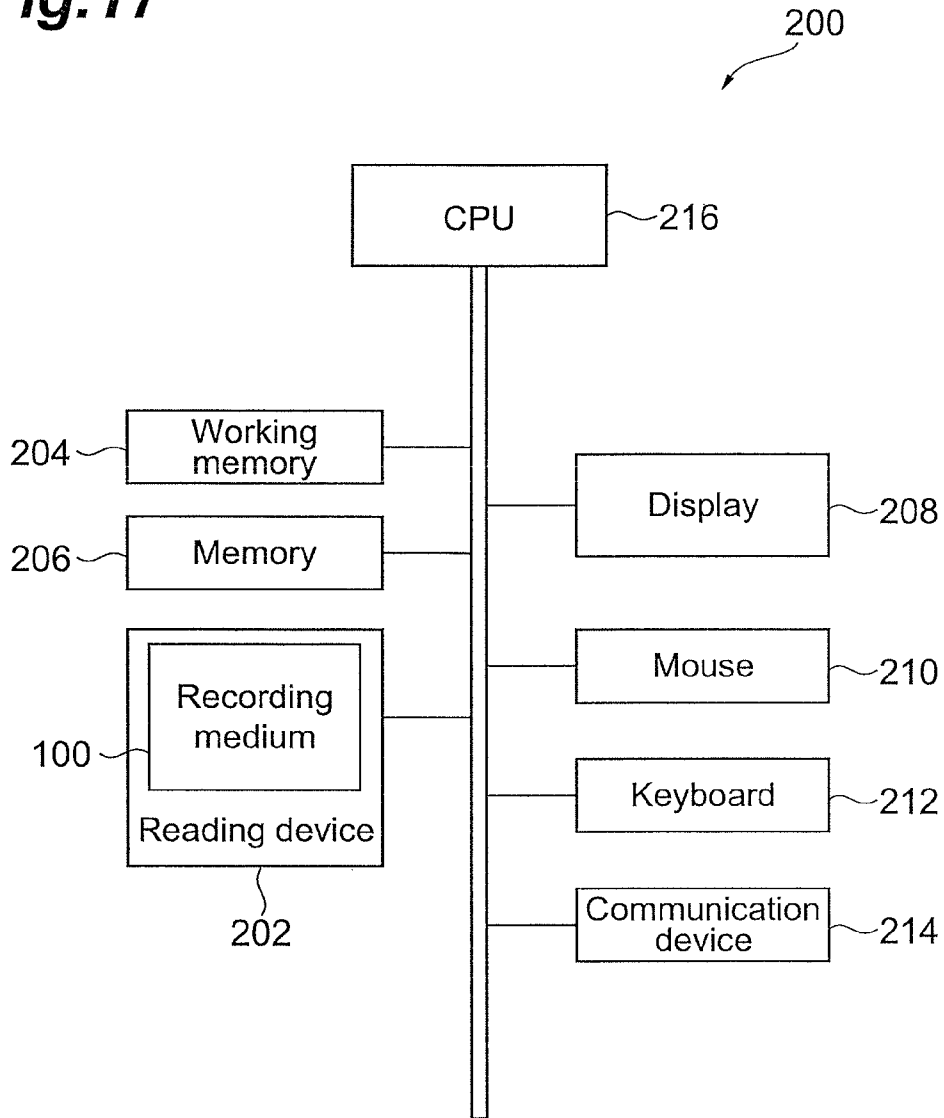 ig. 17
200
CPU
216
Working
memory
204
Display
208
Memory
206
Recording
medium
100
Reading device
202
Mouse
210
Keyboard
212
Communication
device
214